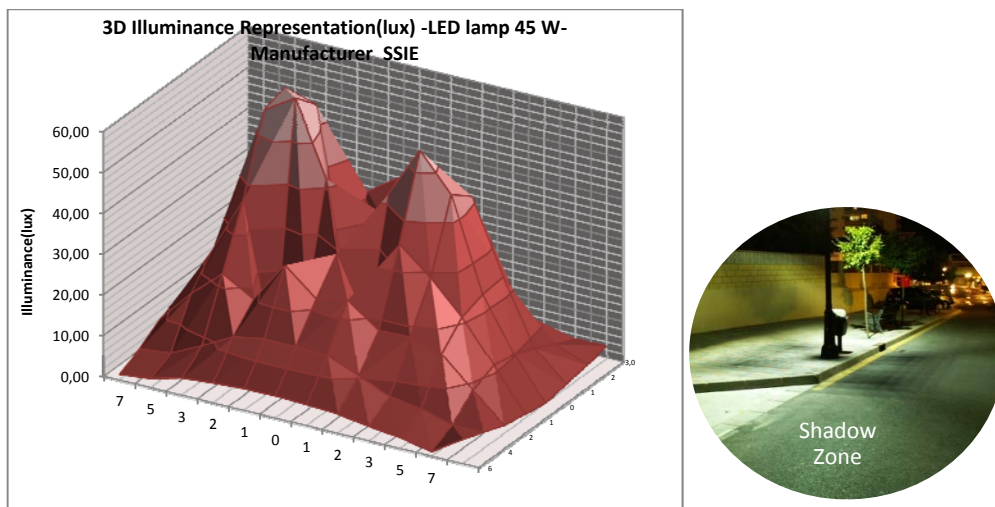 3D Illuminance Representation(lux) -LED lamp 45 W-
Manufacturer SSIE
60,00
50,00
40,00
30,00
20,00
10,00
0,00
Illuminance(lux)
7 5 3 2 1 0 1 2 3 5 7
6 4 2 1 0 1 2 3,0
Shadow
Zone